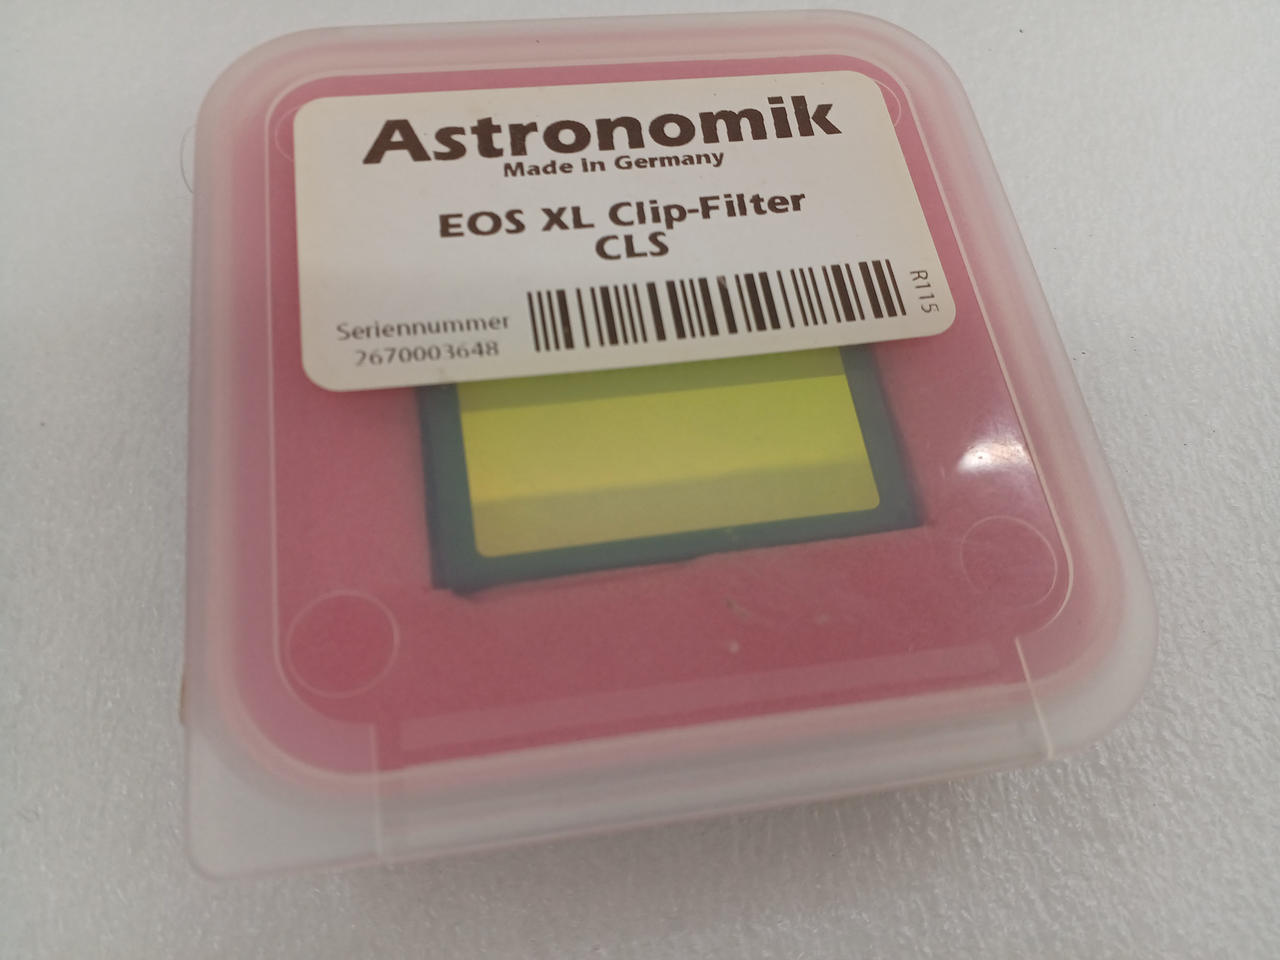 Astronomik
Made in Germany
EOS XL Clip-Filter
CLS
Seriennummer
2670003648
R115